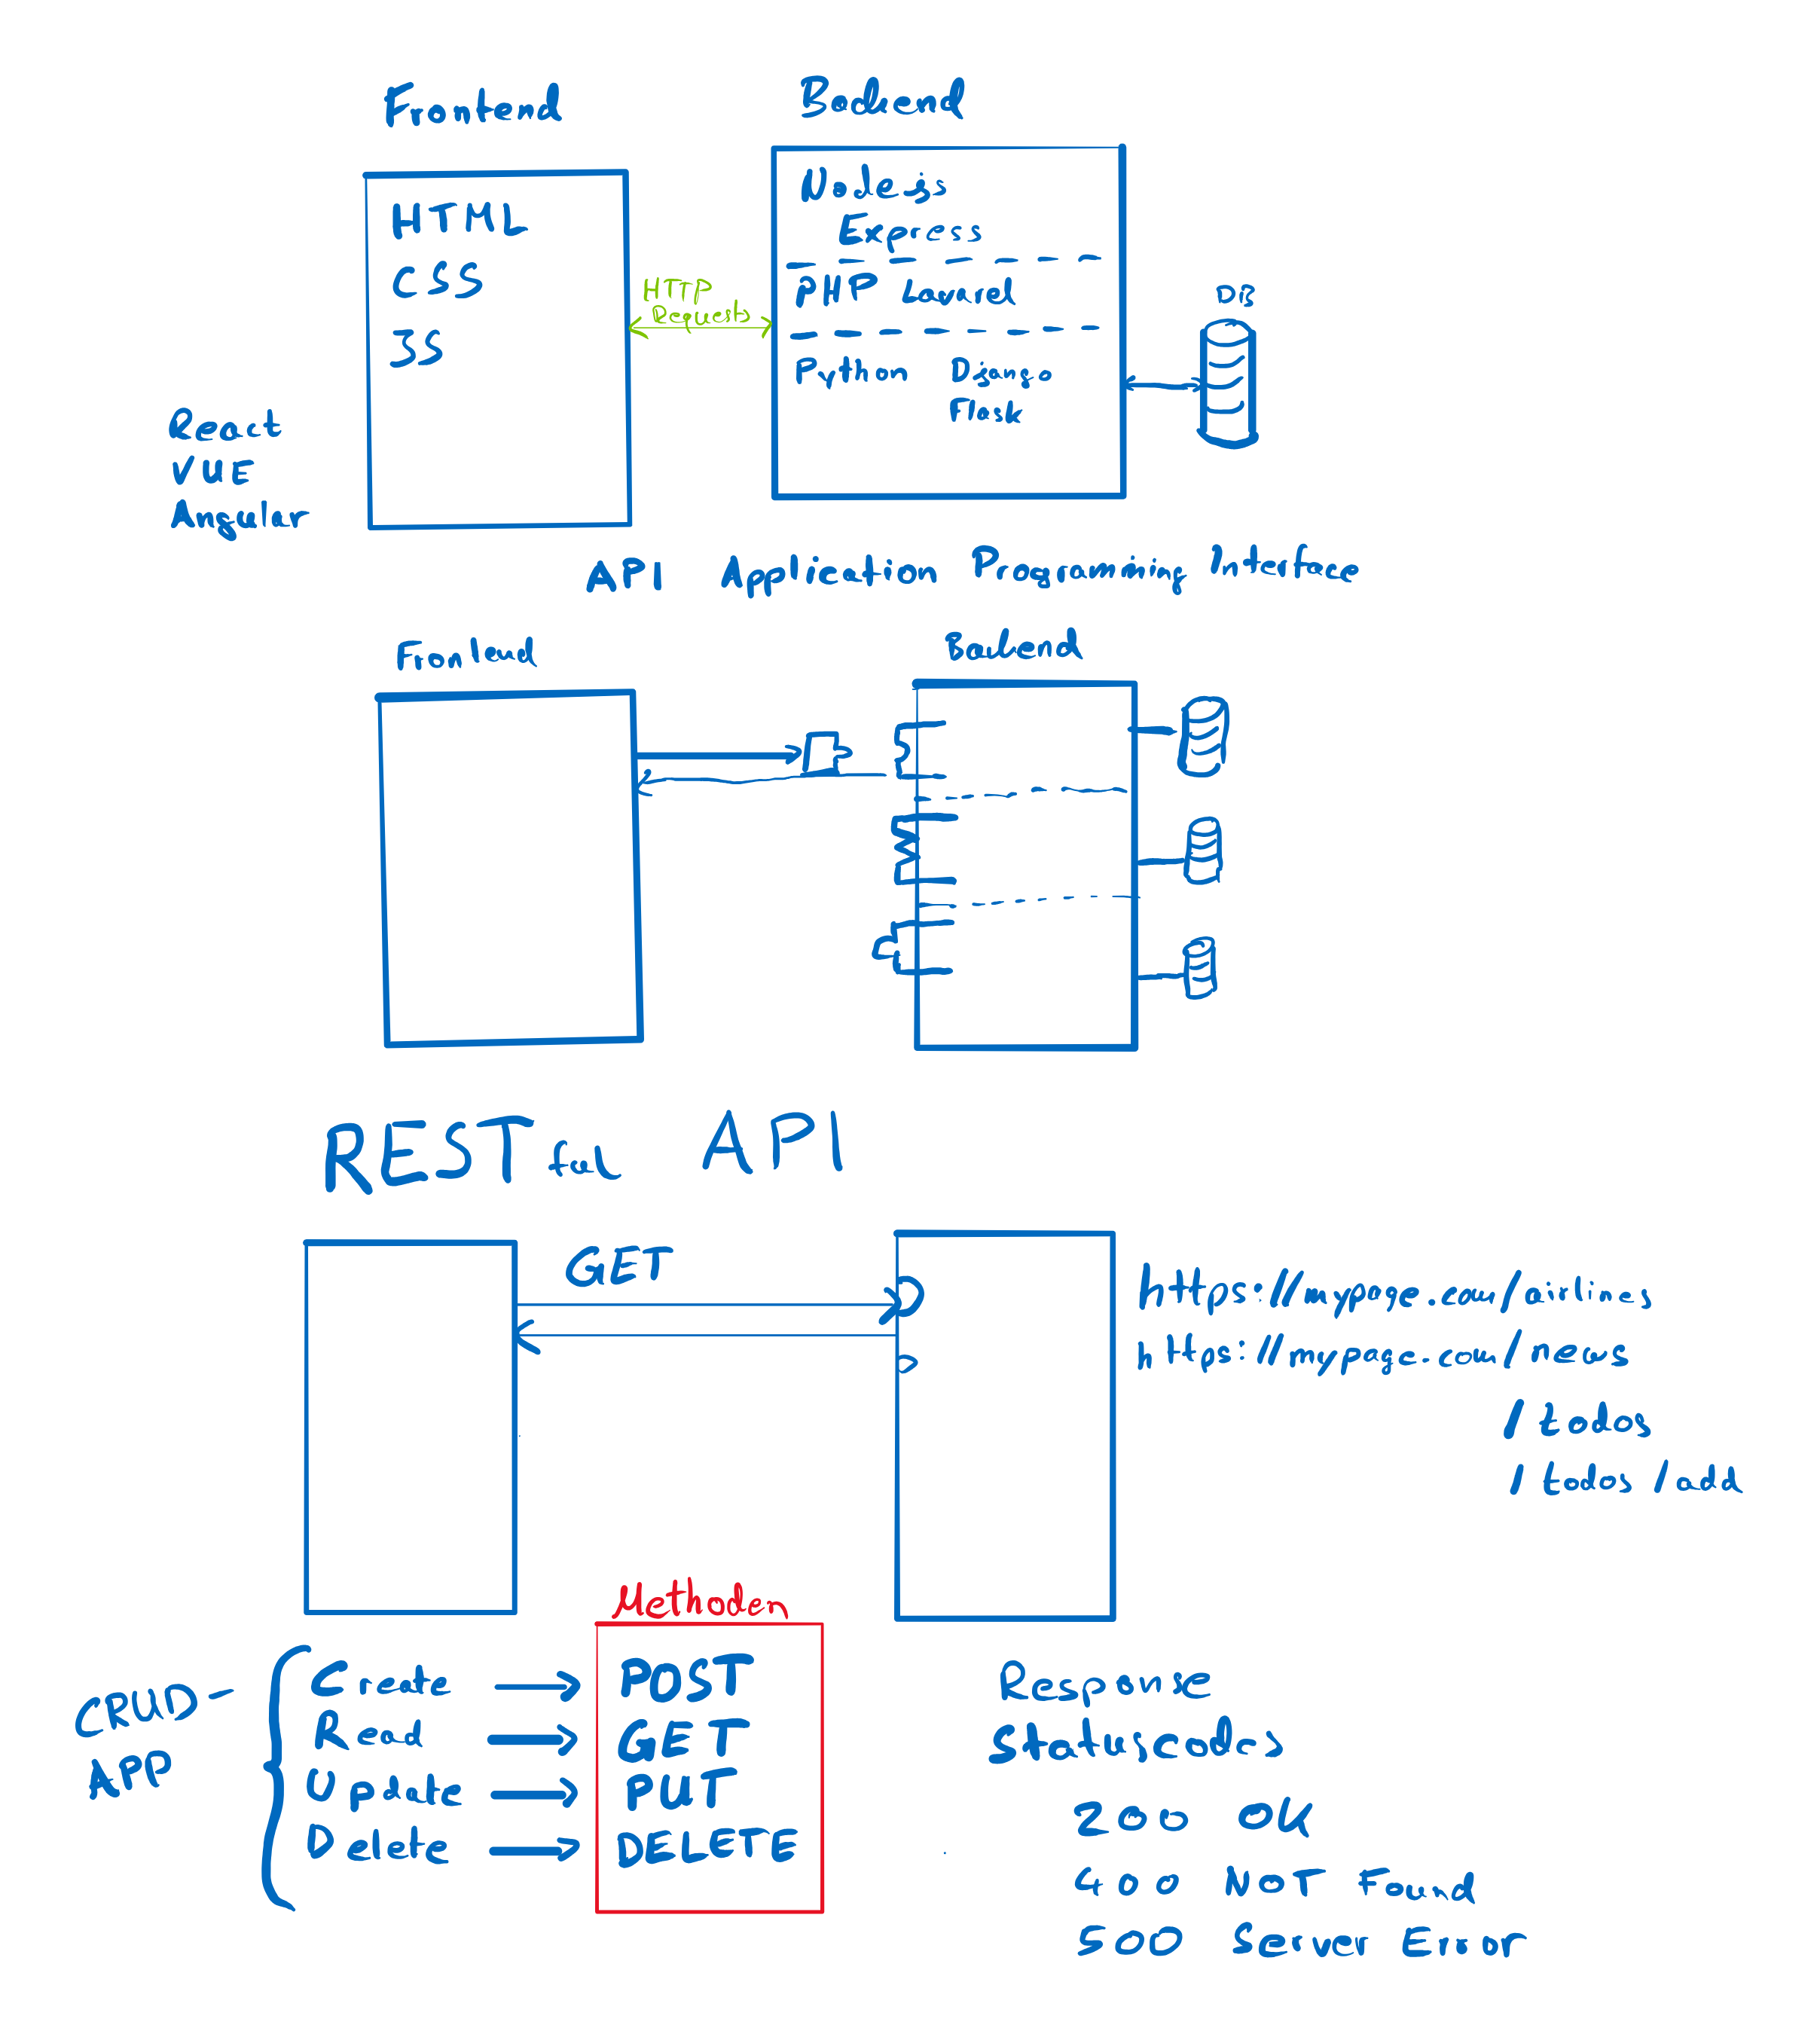 Frontend
Backend
HTML
CSS
JS
React
VUE
Angular
HTTP
Requests
Node.js
Express
PHP Lavarel
Python Django
Flask
DB
API Application Programming Interface
Frontend
Backend
RESTful API
GET
https://mypage.com/airlines
https://mypage.com/news
/todos
/todos/add
Methoden
CRUD-
APP
Create → POST
Read → GET
Update → PUT
Delete → DELETE
Response
Statuscodes
200 OK
400 NOT Found
500 Server Error